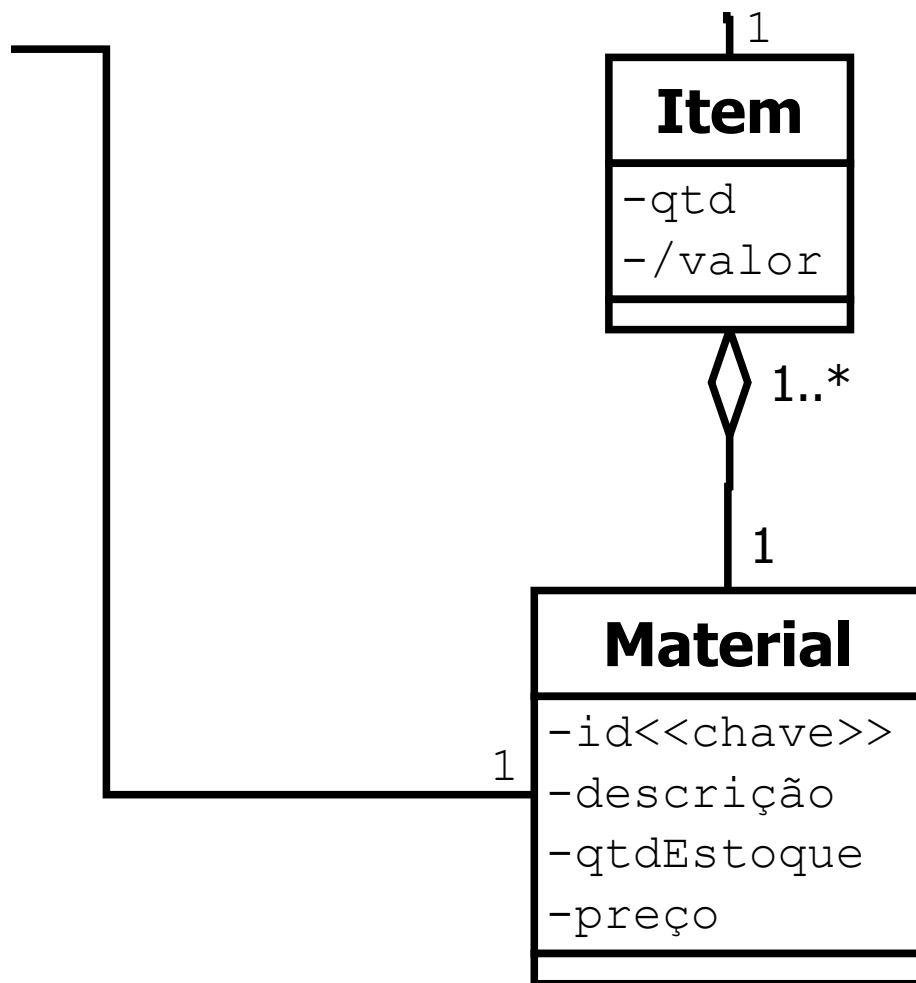 1
Item
-qtd
-/valor
1..*
1
Material
-id<<chave>>
1
-descrição
-qtdEstoque
-preço